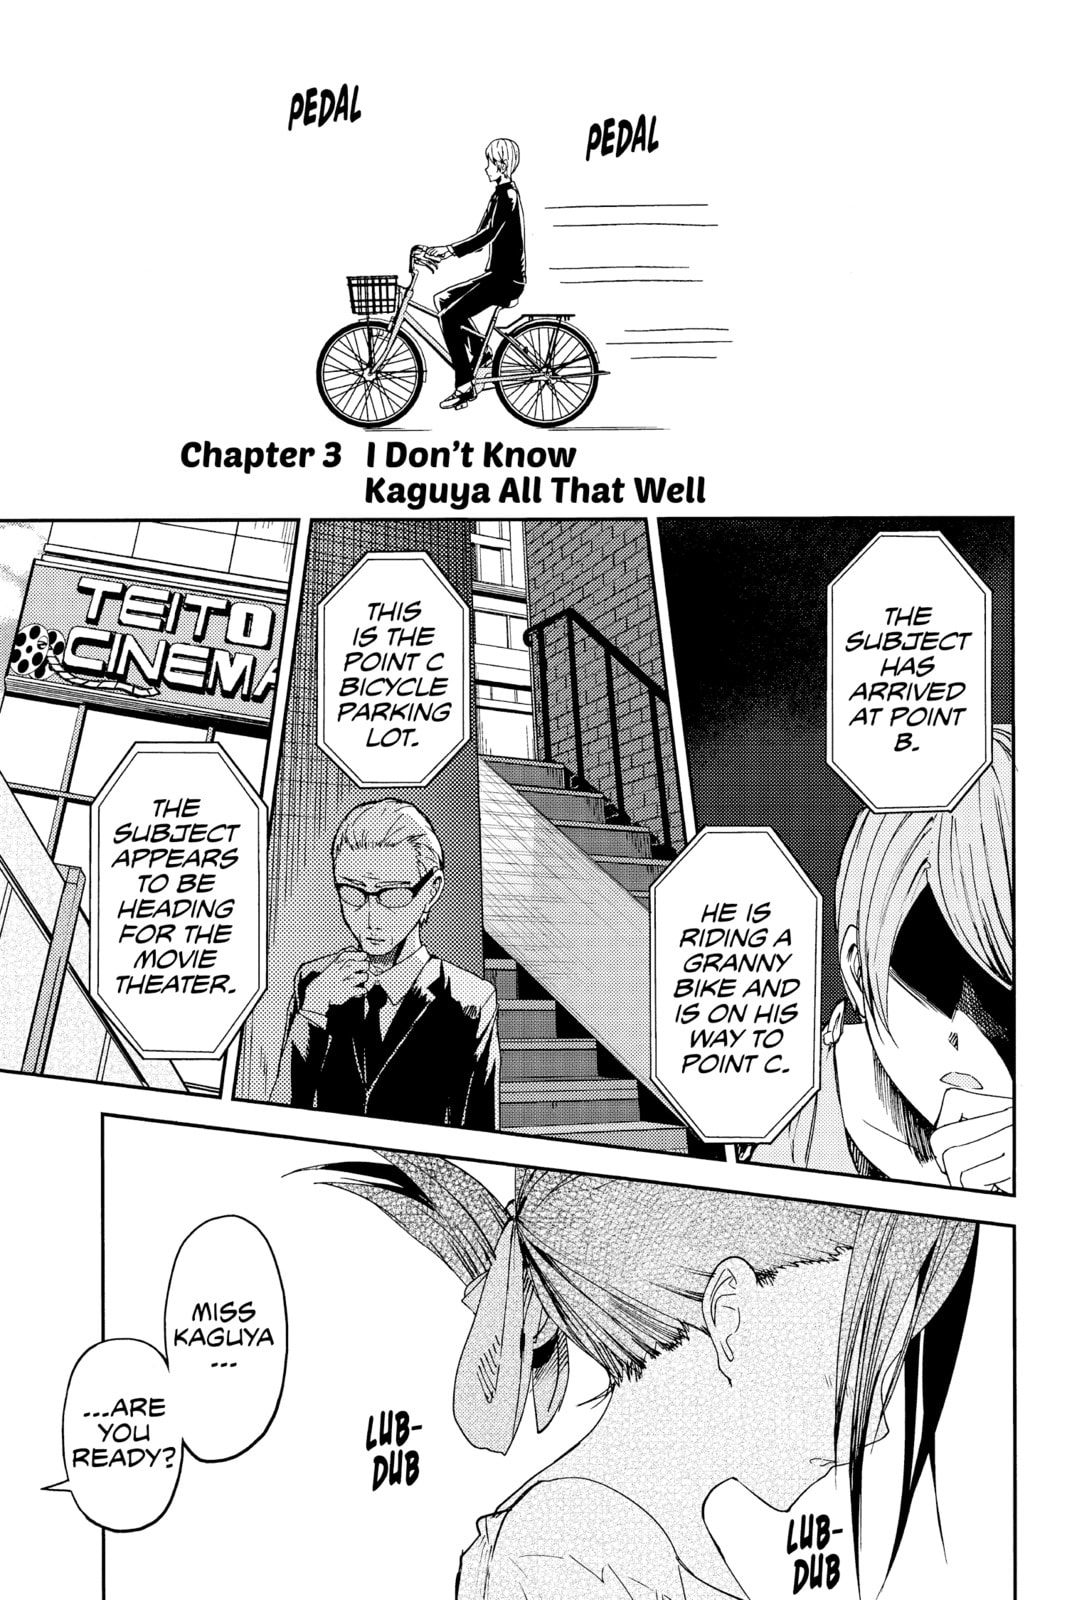 PEDAL
PEDAL
Chapter 3 I Don't Know
Kaguya All That Well
THE
SUBJECT
HAS
ARRIVED
AT POINT
B.
HE IS
RIDING A
GRANNY
BIKE AND
IS ON HIS
WAY TO
POINT C.
THIS
IS THE
POINT C
BICYCLE
PARKING
LOT.
TEITO
CINEMA
THE
SUBJECT
APPEARS
TO BE
HEADING
FOR THE
MOVIE
THEATER.
MISS
KAGUYA
...
...ARE
YOU
READY?
LUB-
DUB
LUB-
DUB